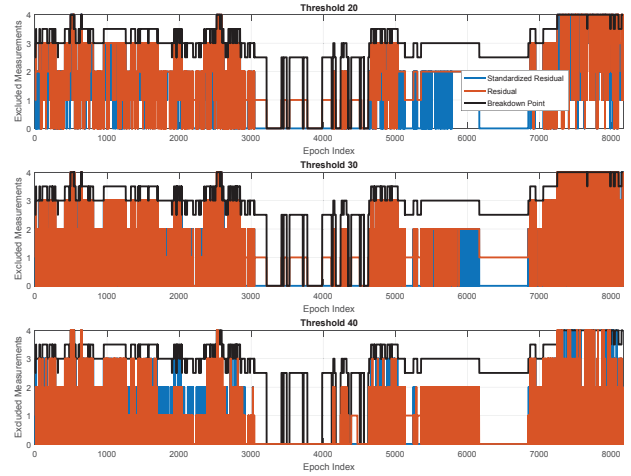 Threshold 20
Excluded Measurements
4
3
2
1
0
Standardized Residual
Residual
Breakdown Point
0 1000 2000 3000 4000 5000 6000 7000 8000
Epoch Index
Threshold 30
Excluded Measurements
4
3
2
1
0
0 1000 2000 3000 4000 5000 6000 7000 8000
Epoch Index
Threshold 40
Excluded Measurements
4
3
2
1
0
0 1000 2000 3000 4000 5000 6000 7000 8000
Epoch Index